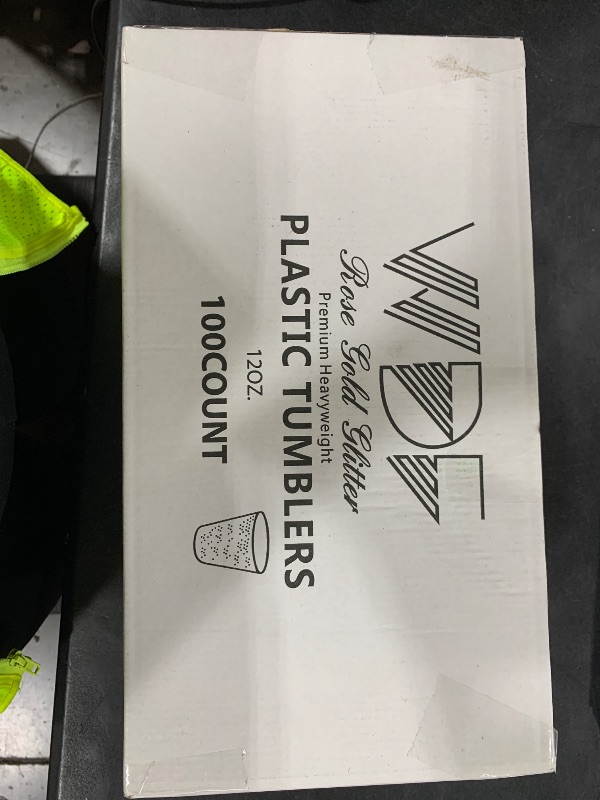 WDF
Rose Gold Glitter
Premium Heavyweight
PLASTIC TUMBLERS
12OZ.
100COUNT